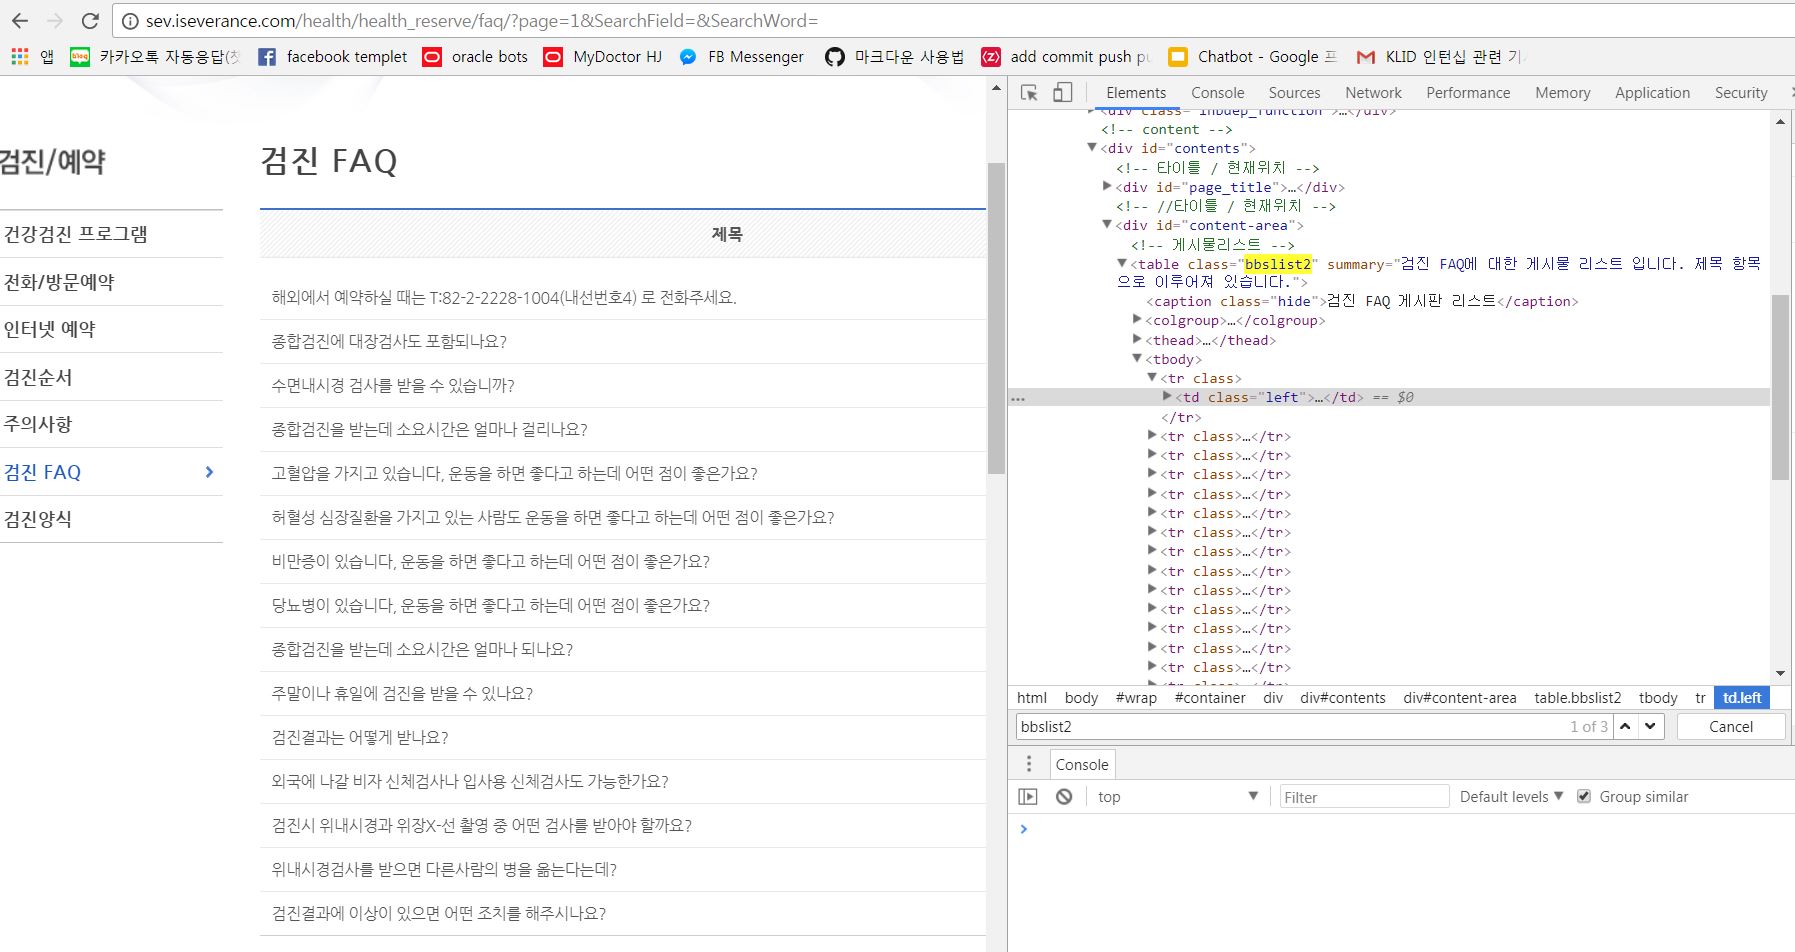 sev.iseverance.com/health/health_reserve/faq/?page=1&SearchField=&SearchWord=
앱 카카오톡 자동응답(챗 facebook templet oracle bots MyDoctor HJ FB Messenger 마크다운 사용법 add commit push pu Chatbot - Google 프 KLID 인턴십 관련 기
검진/예약
건강검진 프로그램
전화/방문예약
인터넷 예약
검진순서
주의사항
검진 FAQ
검진양식
검진 FAQ
제목
해외에서 예약하실 때는 T:82-2-2228-1004(내선번호4) 로 전화주세요.
종합검진에 대장검사도 포함되나요?
수면내시경 검사를 받을 수 있습니까?
종합검진을 받는데 소요시간은 얼마나 걸리나요?
고혈압을 가지고 있습니다, 운동을 하면 좋다고 하는데 어떤 점이 좋은가요?
허혈성 심장질환을 가지고 있는 사람도 운동을 하면 좋다고 하는데 어떤 점이 좋은가요?
비만증이 있습니다, 운동을 하면 좋다고 하는데 어떤 점이 좋은가요?
당뇨병이 있습니다, 운동을 하면 좋다고 하는데 어떤 점이 좋은가요?
종합검진을 받는데 소요시간은 얼마나 되나요?
주말이나 휴일에 검진을 받을 수 있나요?
검진결과는 어떻게 받나요?
외국에 나갈 비자 신체검사나 입사용 신체검사도 가능한가요?
검진시 위내시경과 위장X-선 촬영 중 어떤 검사를 받아야 할까요?
위내시경검사를 받으면 다른사람의 병을 옮는다는데?
검진결과에 이상이 있으면 어떤 조치를 해주시나요?
Elements Console Sources Network Performance Memory Application Security
<div class="inbdep_function">…</div>
<!-- content -->
<div id="contents">
<!-- 타이틀 / 현재위치 -->
<div id="page_title">…</div>
<!-- //타이틀 / 현재위치 -->
<div id="content-area">
<!-- 게시물리스트 -->
<table class="bbslist2" summary="검진 FAQ에 대한 게시물 리스트 입니다. 제목 항목
으로 이루어져 있습니다.">
<caption class="hide">검진 FAQ 게시판 리스트</caption>
<colgroup>…</colgroup>
<thead>…</thead>
<tbody>
<tr class>
<td class="left">…</td> == $0
</tr>
<tr class>…</tr>
<tr class>…</tr>
<tr class>…</tr>
<tr class>…</tr>
<tr class>…</tr>
<tr class>…</tr>
<tr class>…</tr>
<tr class>…</tr>
<tr class>…</tr>
<tr class>…</tr>
<tr class>…</tr>
<tr class>…</tr>
<tr class>…</tr>
<tr class>…</tr>
html body #wrap #container div div#contents div#content-area table.bbslist2 tbody tr td.left
bbslist2 1 of 3 Cancel
Console
top Filter Default levels Group similar